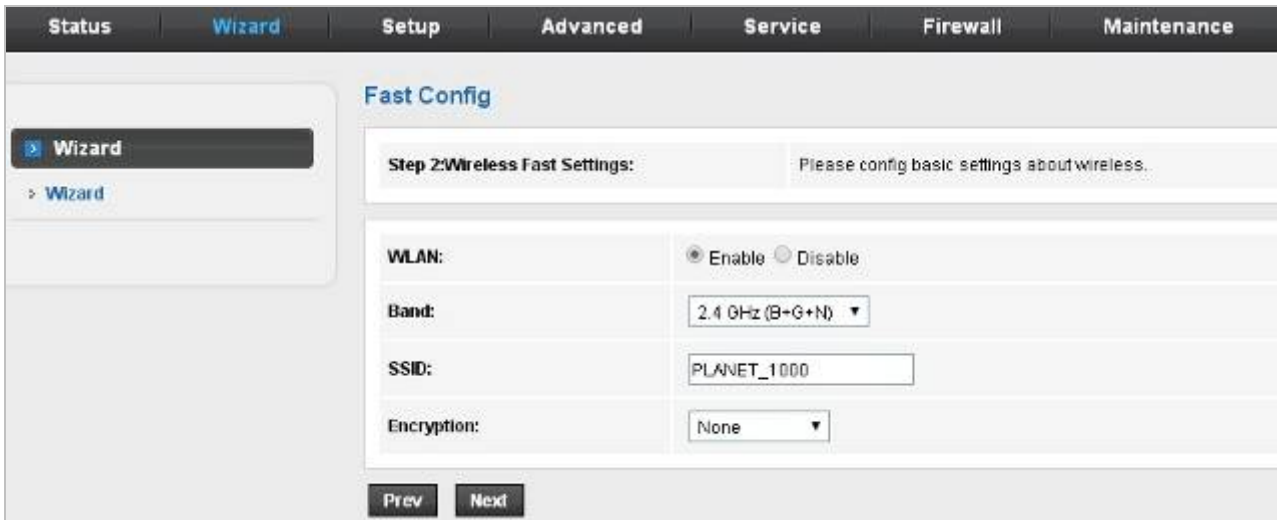 Status Wizard Setup Advanced Service Firewall Maintenance
Fast Config
Wizard
Wizard
Step 2:Wireless Fast Settings: Please config basic settings about wireless.
WLAN: Enable Disable
Band: 2.4 GHz (B+G+N)
SSID: PLANET_1000
Encryption: None
Prev Next